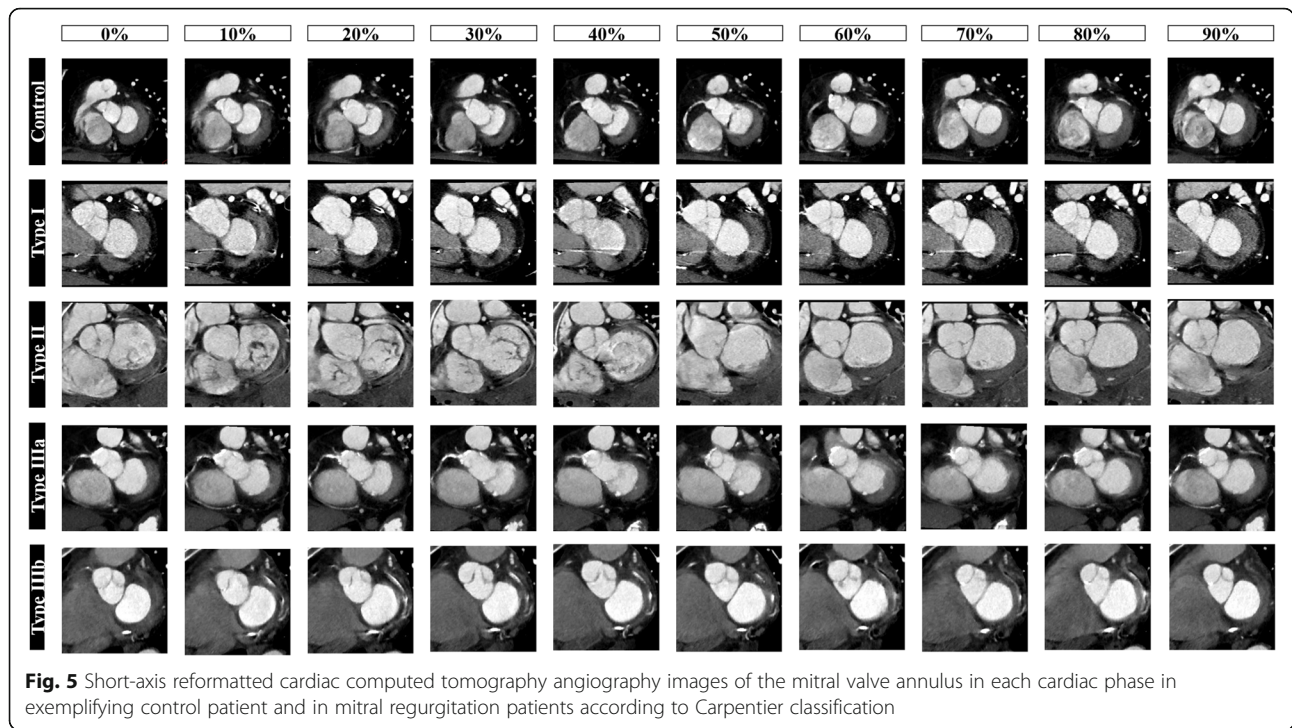 0% 10% 20% 30% 40% 50% 60% 70% 80% 90%
Control
Type I
Type II
Type IIIa
Type IIIb
Fig. 5 Short-axis reformatted cardiac computed tomography angiography images of the mitral valve annulus in each cardiac phase in
exemplifying control patient and in mitral regurgitation patients according to Carpentier classification